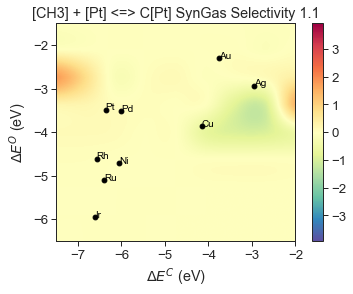 [CH3] + [Pt] <=> C[Pt] SynGas Selectivity 1.1
−2
−3
−4
−5
−6
ΔE^O (eV)
Au
Ag
Pt
Pd
Cu
Rh
Ni
Ru
Ir
3
2
1
0
−1
−2
−3
−7
−6
−5
−4
−3
−2
ΔE^C (eV)